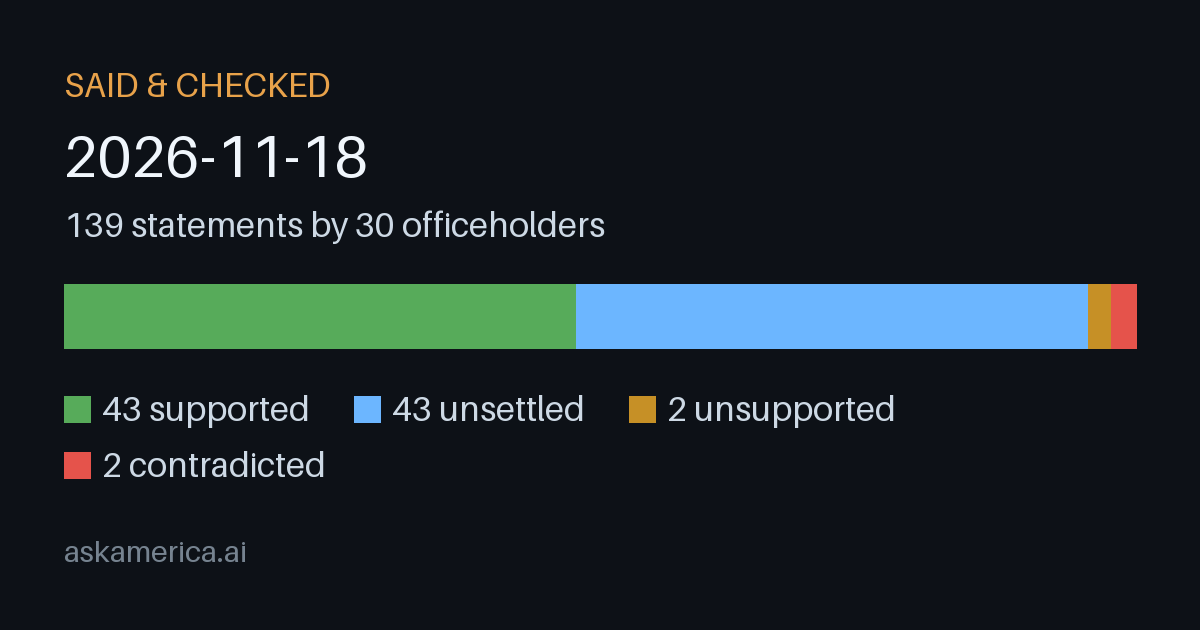 SAID & CHECKED
2026-11-18
139 statements by 30 officeholders
43 supported 43 unsettled 2 unsupported
2 contradicted
askamerica.ai